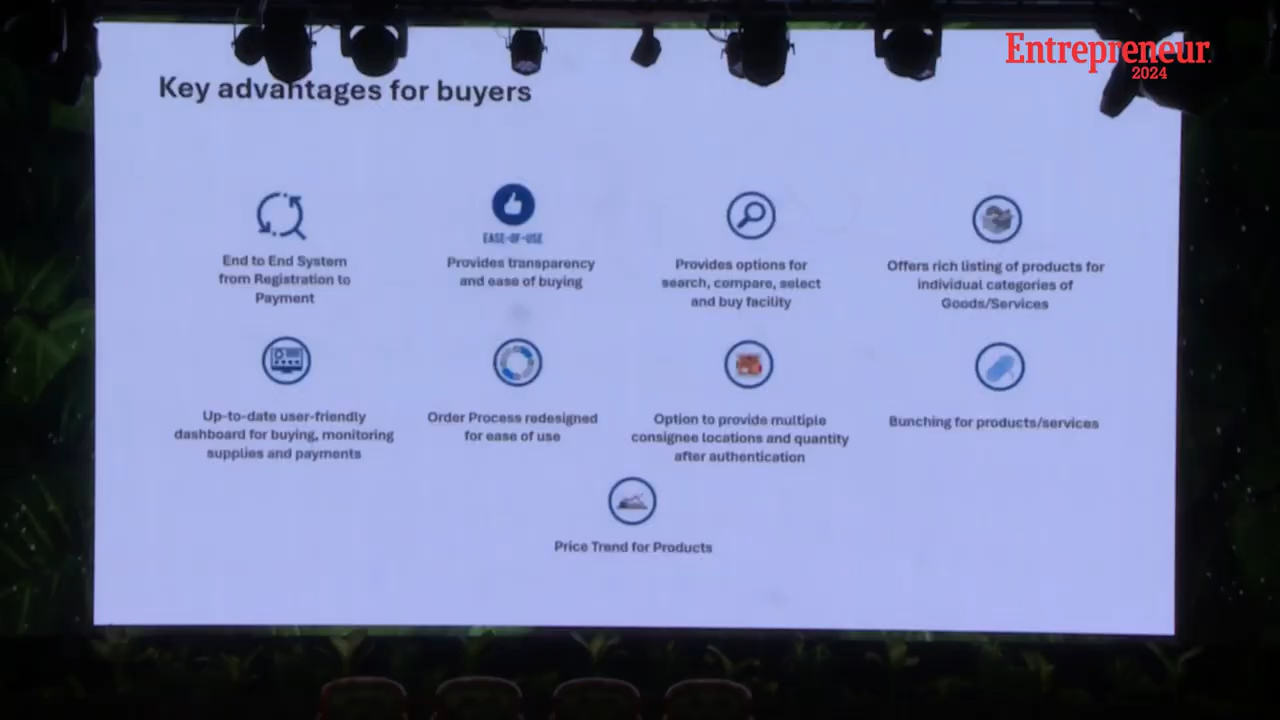 Entrepreneur
2024
Key advantages for buyers
End to End System
from Registration to
Payment
EASE-OF-USE
Provides transparency
and ease of buying
Provides options for
search, compare, select
and buy facility
Offers rich listing of products for
individual categories of
Goods/Services
Up-to-date user-friendly
dashboard for buying, monitoring
supplies and payments
Order Process redesigned
for ease of use
Option to provide multiple
consignee locations and quantity
after authentication
Bunching for products/services
Price Trend for Products